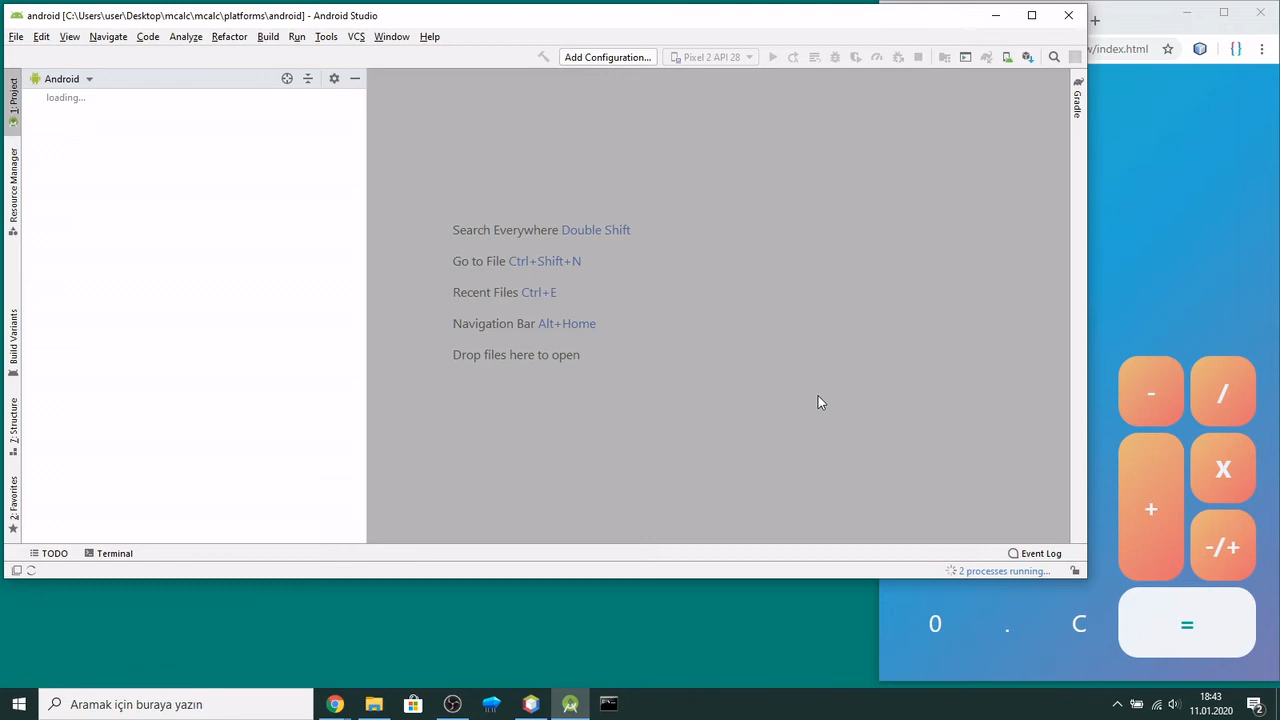 android [C:\Users\user\Desktop\mcalc\mcalc\platforms\android] - Android Studio
File Edit View Navigate Code Analyze Refactor Build Run Tools VCS Window Help
Add Configuration... Pixel 2 API 28
w/index.html
1: Project
Android
loading...
Resource Manager
Build Variants
7: Structure
2: Favorites
Gradle
Search Everywhere Double Shift
Go to File Ctrl+Shift+N
Recent Files Ctrl+E
Navigation Bar Alt+Home
Drop files here to open
- /
+ X
-/+
0 . C =
TODO Terminal Event Log
2 processes running...
Aramak için buraya yazın
18:43
11.01.2020
2